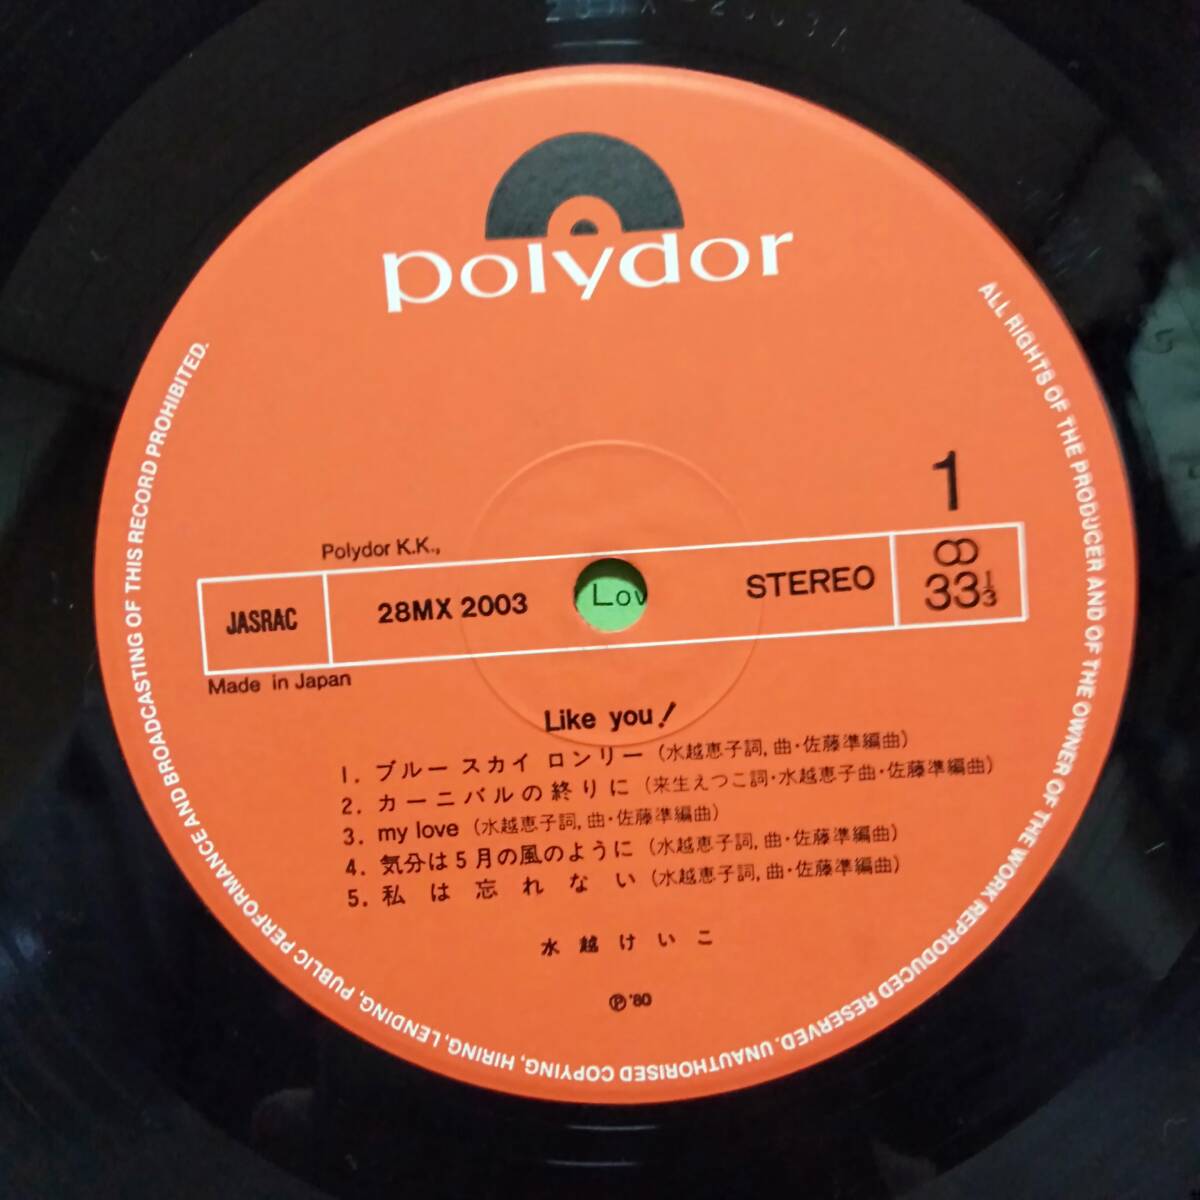 polydor
1
Polydor K.K.,
JASRAC
28MX 2003
Lov
STEREO
33 1/3
Made in Japan
Like you!
1. ブルー スカイ ロンリー (水越恵子詞, 曲・佐藤準編曲)
2. カーニバルの終りに (来生えつこ詞・水越恵子曲・佐藤準編曲)
3. my love (水越恵子詞, 曲・佐藤準編曲)
4. 気分は5月の風のように (水越恵子詞, 曲・佐藤準編曲)
5. 私は忘れない (水越恵子詞, 曲・佐藤準編曲)
水越けいこ
Ⓟ'80
ALL RIGHTS OF THE PRODUCER AND OF THE OWNER OF THE WORK REPRODUCED RESERVED. UNAUTHORISED COPYING, HIRING, LENDING, PUBLIC PERFORMANCE AND BROADCASTING OF THIS RECORD PROHIBITED.